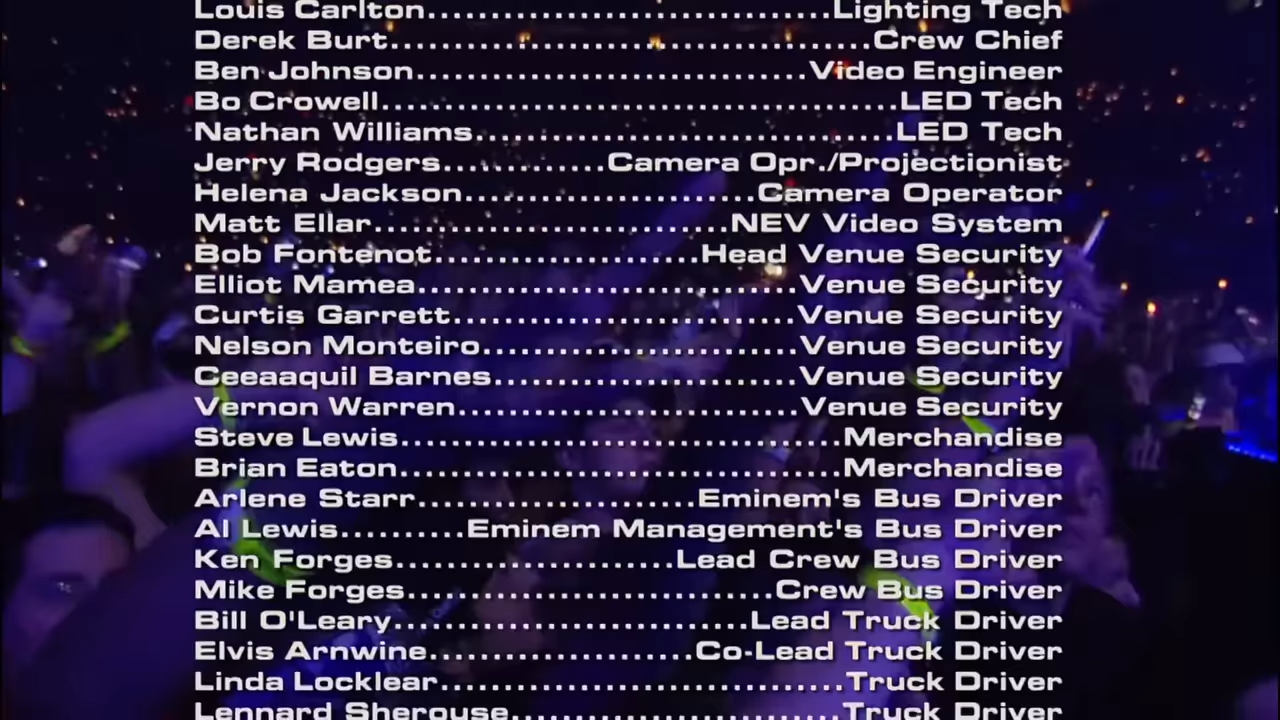 Louis Carlton................................Lighting Tech
Derek Burt......................................Crew Chief
Ben Johnson...............................Video Engineer
Bo Crowell.........................................LED Tech
Nathan Williams.................................LED Tech
Jerry Rodgers.............Camera Opr./Projectionist
Helena Jackson.......................Camera Operator
Matt Ellar............................NEV Video System
Bob Fontenot.....................Head Venue Security
Elliot Mamea..............................Venue Security
Curtis Garrett...........................Venue Security
Nelson Monteiro.........................Venue Security
Ceeaaquil Barnes........................Venue Security
Vernon Warren...........................Venue Security
Steve Lewis...................................Merchandise
Brian Eaton...................................Merchandise
Arlene Starr......................Eminem's Bus Driver
Al Lewis..........Eminem Management's Bus Driver
Ken Forges......................Lead Crew Bus Driver
Mike Forges.............................Crew Bus Driver
Bill O'Leary............................Lead Truck Driver
Elvis Arnwine.....................Co-Lead Truck Driver
Linda Locklear................................Truck Driver
Lennard Sherouse..........................Truck Driver